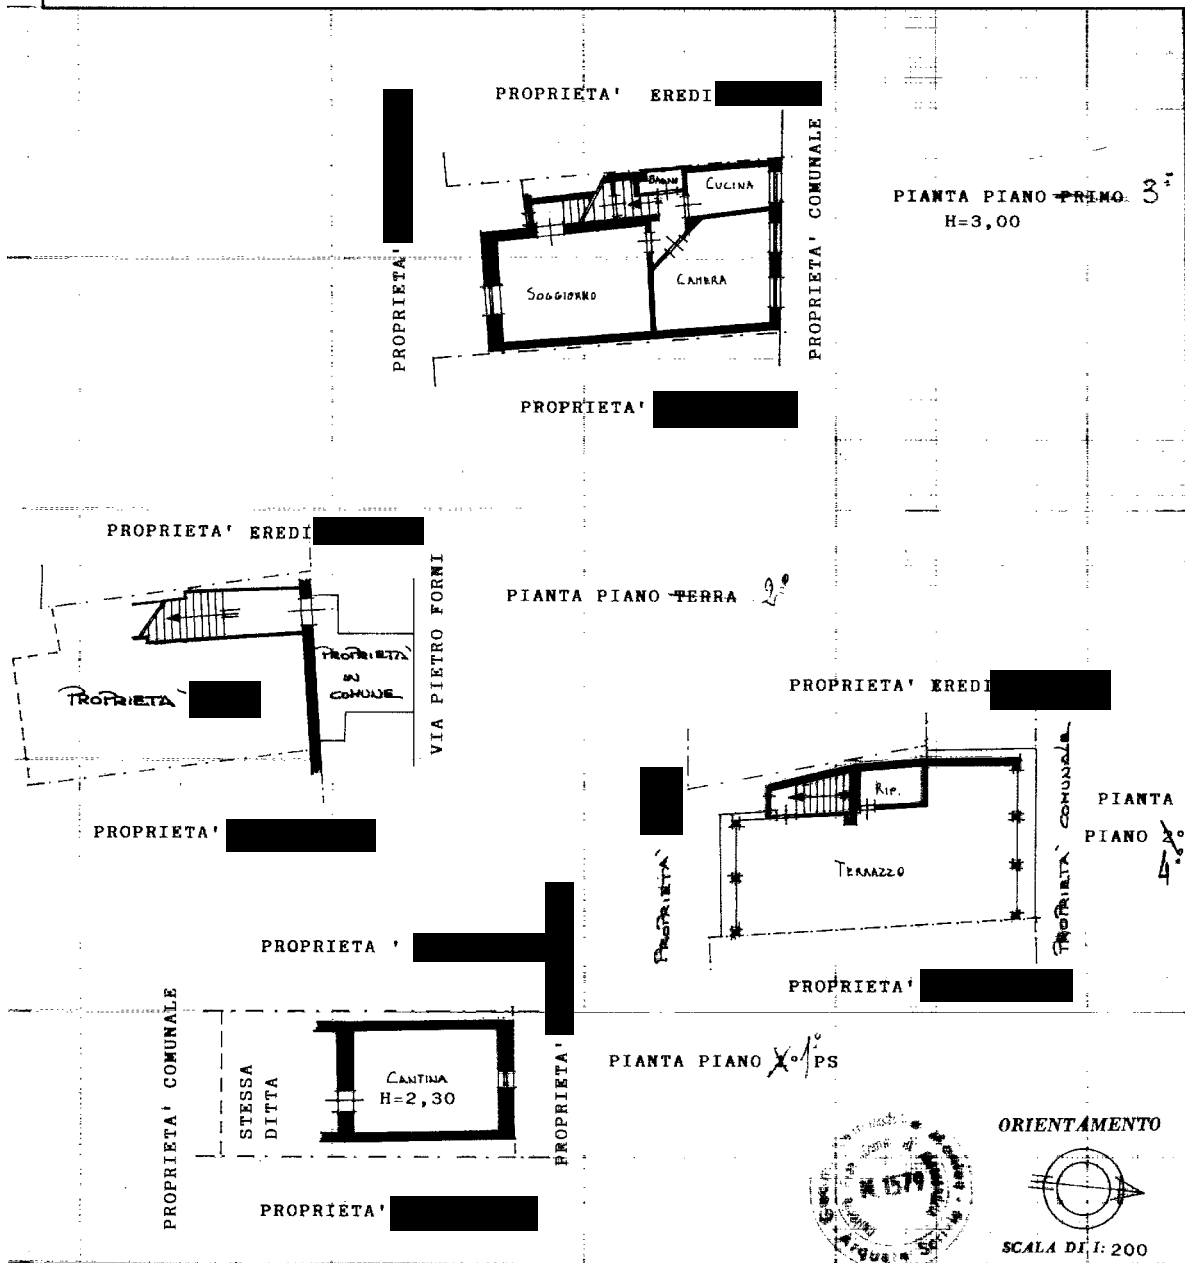 PROPRIETA' EREDI
PROPRIETA'
BAGNO
CUCINA
SOGGIORNO
CAMERA
PROPRIETA' COMUNALE
PROPRIETA'
PIANTA PIANO PRIMO 3°
H=3,00
PROPRIETA' EREDI
PROPRIETÀ
PROPRIETÀ
IN
COMUNE
VIA PIETRO FORNI
PROPRIETA'
PIANTA PIANO TERRA 2°
PROPRIETA' EREDI
PROPRIETÀ
RIP.
TERRAZZO
PROPRIETÀ COMUNALE
PIANTA
PIANO 2°
4°
PROPRIETA'
PROPRIETA '
PROPRIETA' COMUNALE
STESSA
DITTA
CANTINA
H=2,30
PROPRIETA'
PROPRIETA'
PIANTA PIANO 1° PS
N 1579
ORIENTAMENTO
SCALA DI 1: 200